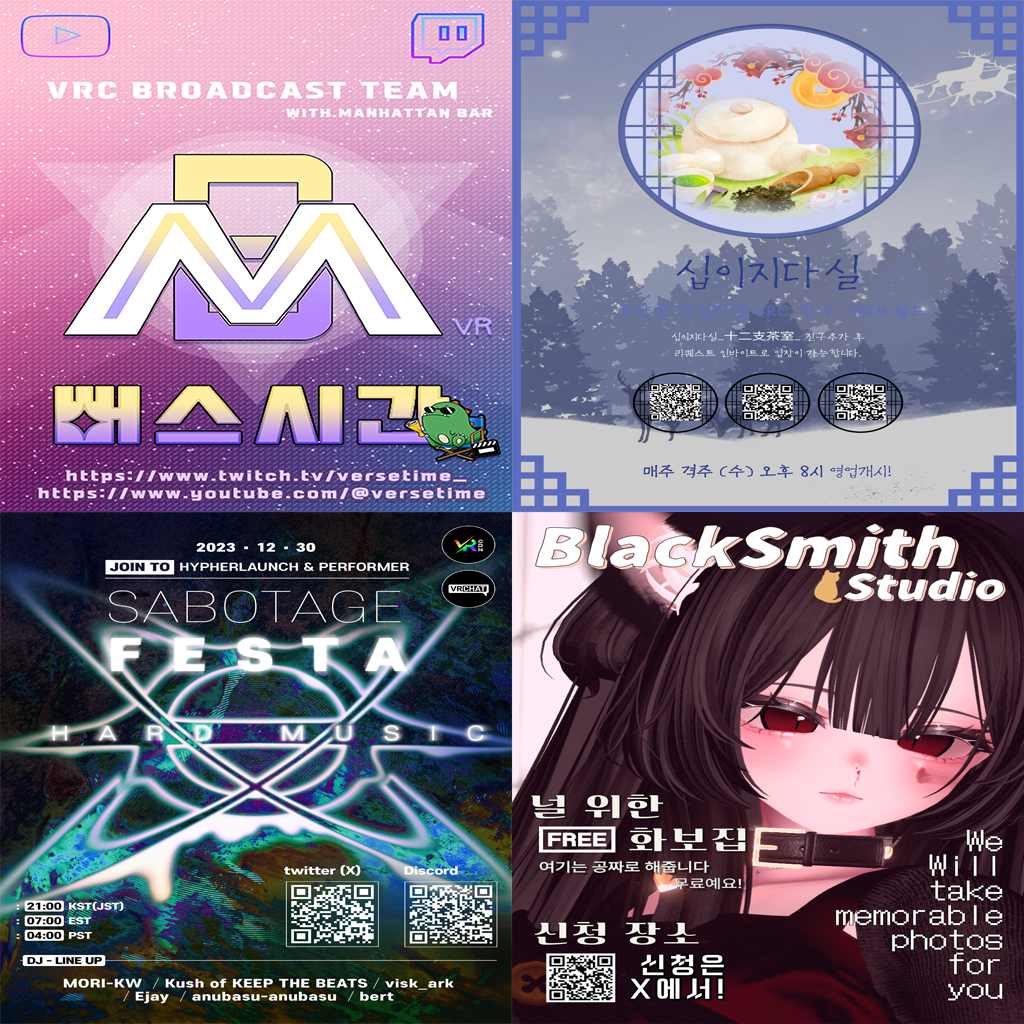 VRC BROADCAST TEAM
WITH.MANHATTAN BAR
VR
뻐스시간
https://www.twitch.tv/versetime_
https://www.youtube.com/@versetime
십이지다실
십이지다실_十二支茶室_ 친구추가 후
리퀘스트 인바이트로 입장이 가능합니다.
매주 격주 (수) 오후 8시 영업개시!
2023 · 12 · 30
JOIN TO HYPHERLAUNCH & PERFORMER
VR ZOO
VRCHAT
SABOTAGE
FESTA
HARD MUSIC
twitter (X)
Discord
: 21:00 KST(JST)
: 07:00 EST
: 04:00 PST
DJ - LINE UP
MORI-KW / Kush of KEEP THE BEATS / visk_ark
/ Ejay / anubasu-anubasu / bert
BlackSmith
Studio
널 위한
FREE 화보집
여기는 공짜로 해줍니다
무료예요!
신청 장소
신청은
X에서!
We
Will
take
memorable
photos
for
you